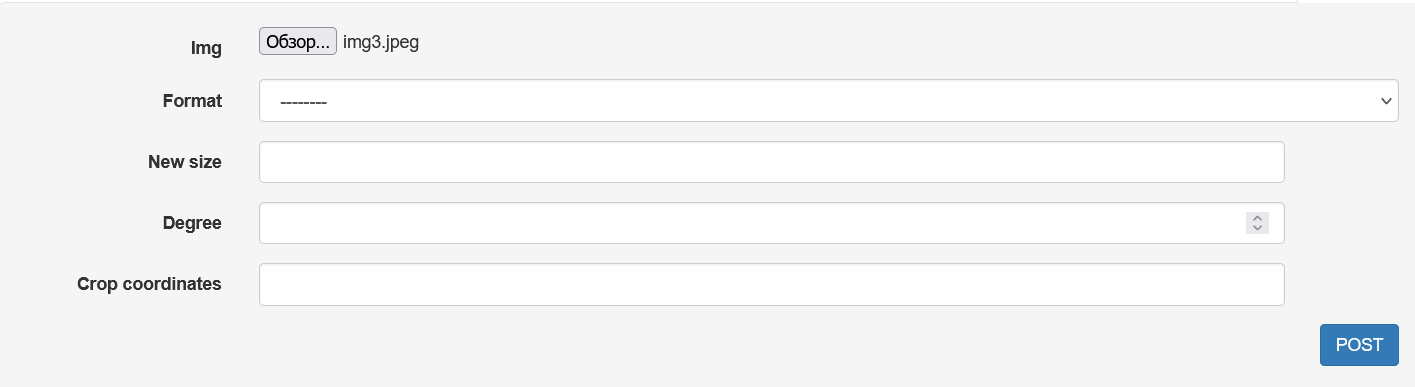 Img Обзор... img3.jpeg
Format --------
New size
Degree
Crop coordinates
POST